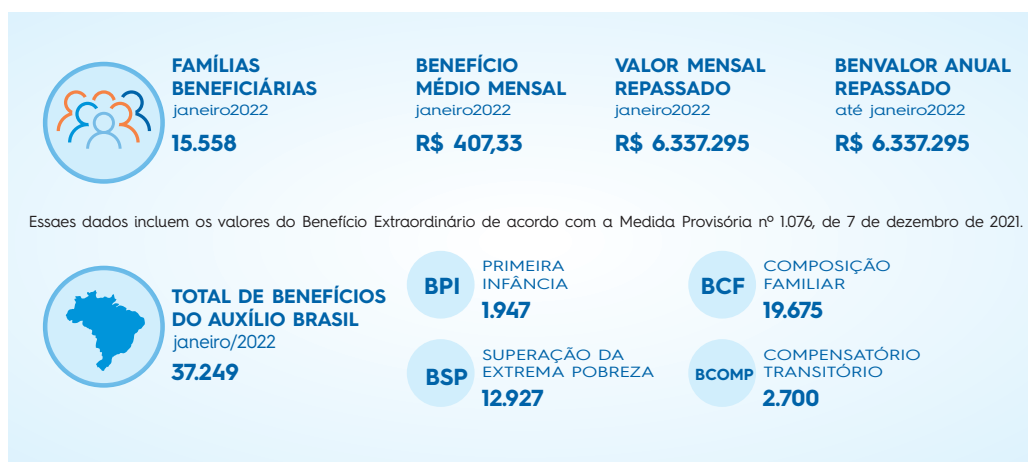 FAMÍLIAS
BENEFICIÁRIAS
janeiro2022
15.558
BENEFÍCIO
MÉDIO MENSAL
janeiro2022
R$ 407,33
VALOR MENSAL
REPASSADO
janeiro2022
R$ 6.337.295
BENVALOR ANUAL
REPASSADO
até janeiro2022
R$ 6.337.295
Essaes dados incluem os valores do Benefício Extraordinário de acordo com a Medida Provisória nº 1.076, de 7 de dezembro de 2021.
TOTAL DE BENEFÍCIOS
DO AUXÍLIO BRASIL
janeiro/2022
37.249
BPI
PRIMEIRA
INFÂNCIA
1.947
BCF
COMPOSIÇÃO
FAMILIAR
19.675
BSP
SUPERAÇÃO DA
EXTREMA POBREZA
12.927
BCOMP
COMPENSATÓRIO
TRANSITÓRIO
2.700